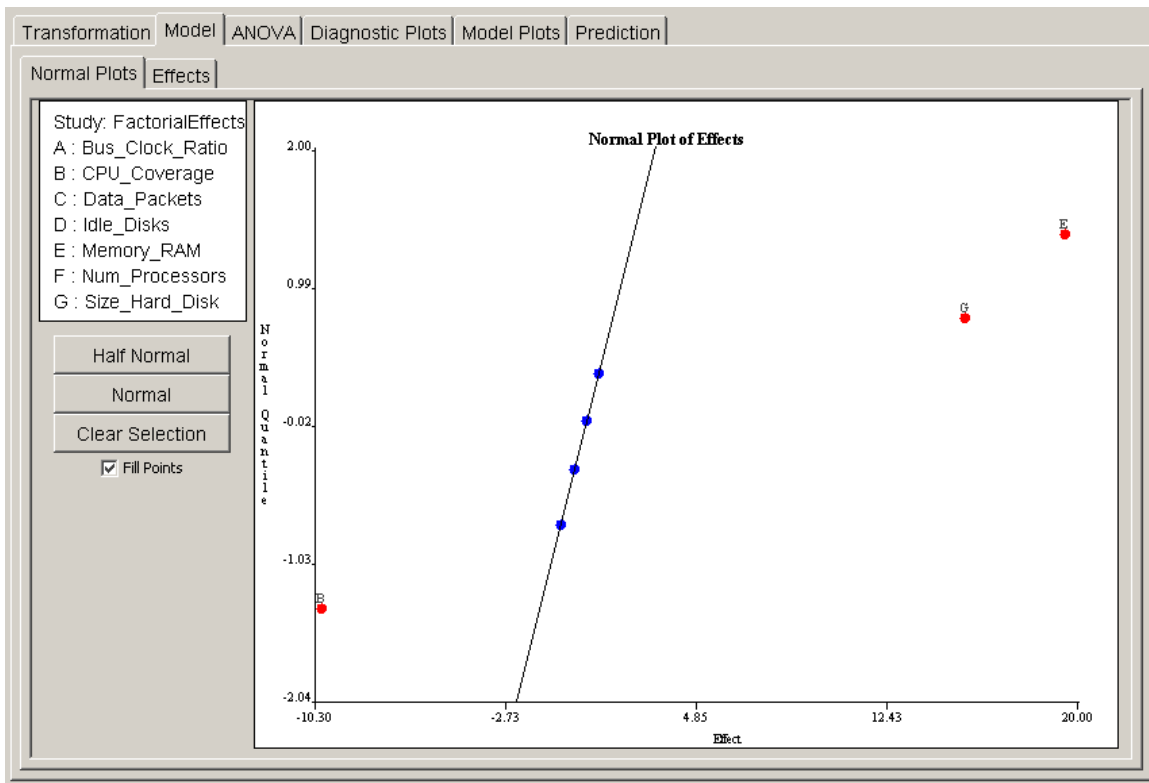 Transformation Model ANOVA Diagnostic Plots Model Plots Prediction
Normal Plots Effects
Study: FactorialEffects
A : Bus_Clock_Ratio
B : CPU_Coverage
C : Data_Packets
D : Idle_Disks
E : Memory_RAM
F : Num_Processors
G : Size_Hard_Disk
Half Normal
Normal
Clear Selection
Fill Points
Normal Plot of Effects
2.00
0.99
-0.02
-1.03
-2.04
Normal Quantile
E
G
B
-10.30 -2.73 4.85 12.43 20.00
Effect